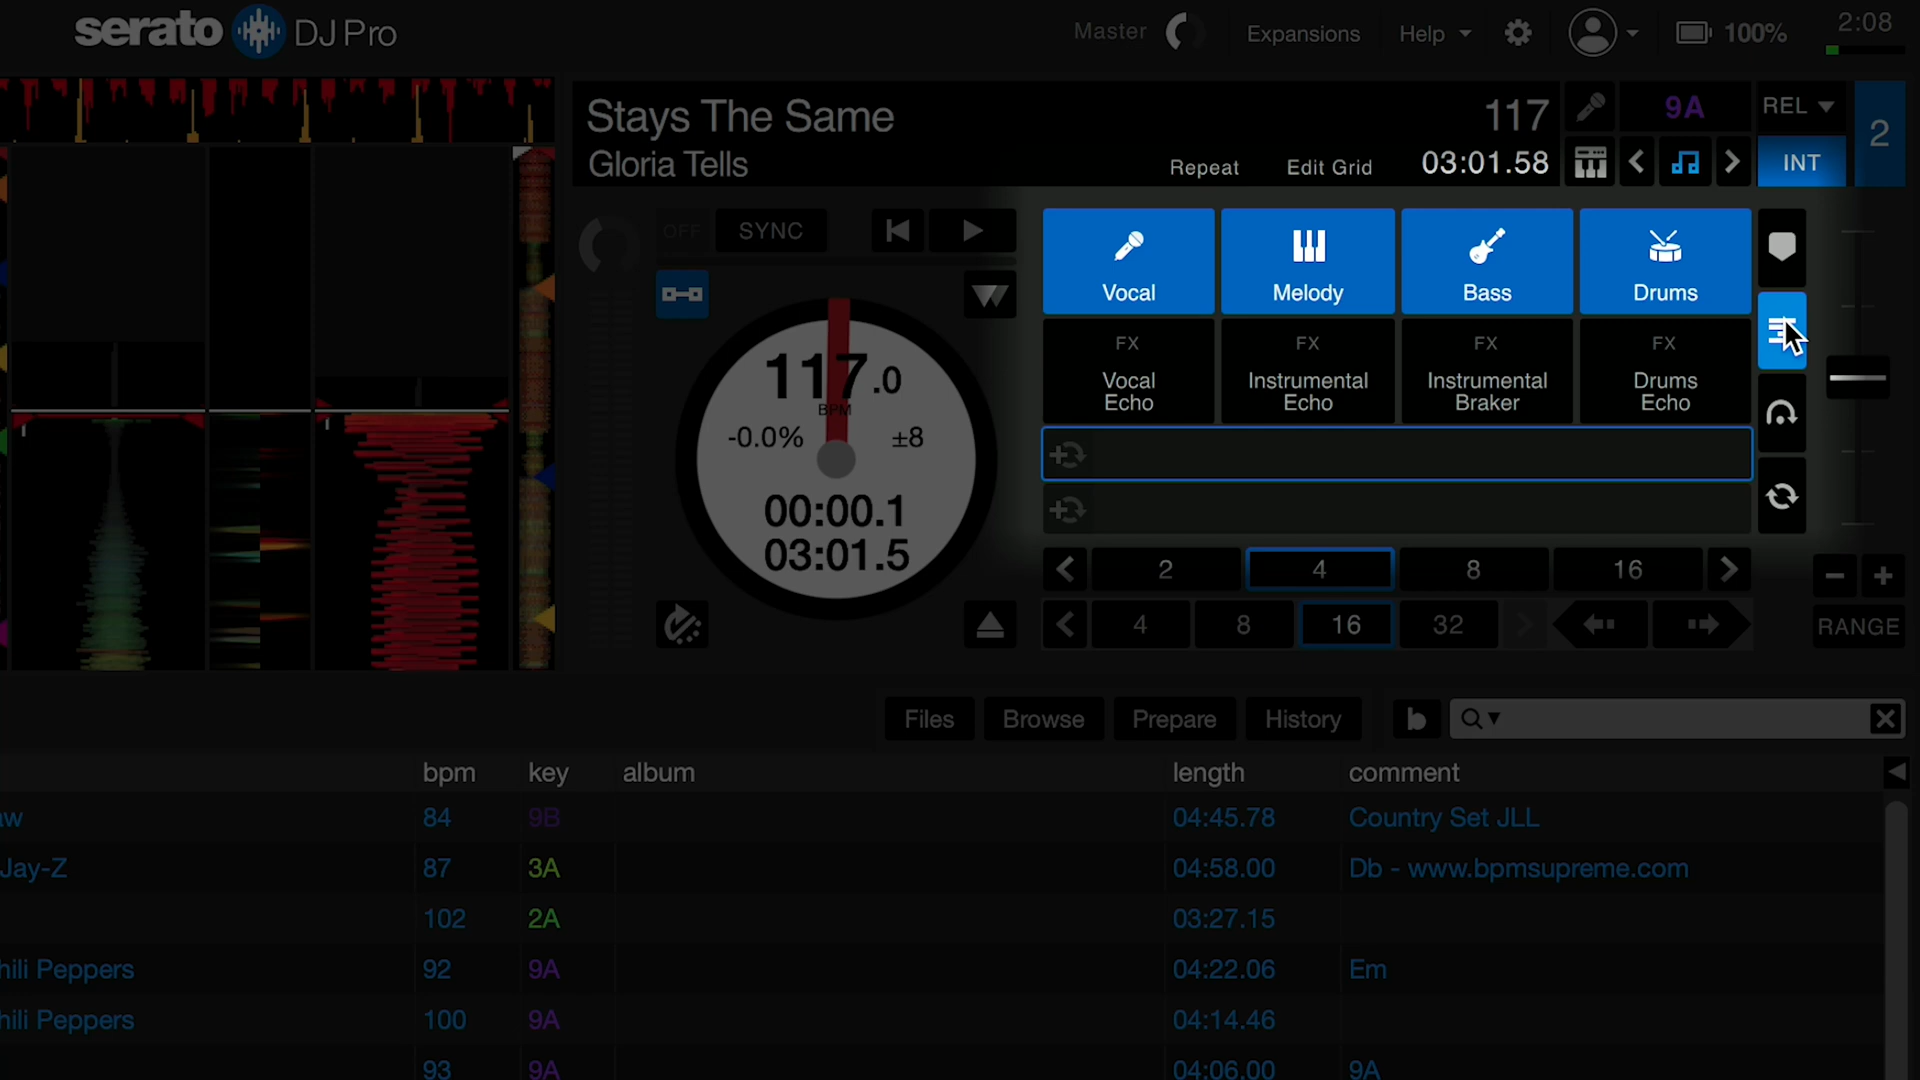 serato DJ Pro
Master
Expansions
Help
100%
2:08
Stays The Same
117
9A
REL
2
Gloria Tells
Repeat
Edit Grid
03:01.58
INT
OFF
SYNC
Vocal
Melody
Bass
Drums
FX
FX
FX
FX
Vocal
Echo
Instrumental
Echo
Instrumental
Braker
Drums
Echo
117.0
BPM
-0.0%
±8
00:00.1
03:01.5
2
4
8
16
4
8
16
32
RANGE
Files
Browse
Prepare
History
b
bpm key album length comment
aw 84 9B 04:45.78 Country Set JLL
Jay-Z 87 3A 04:58.00 Db - www.bpmsupreme.com
102 2A 03:27.15
hili Peppers 92 9A 04:22.06 Em
hili Peppers 100 9A 04:14.46
93 9A 04:06.00 9A